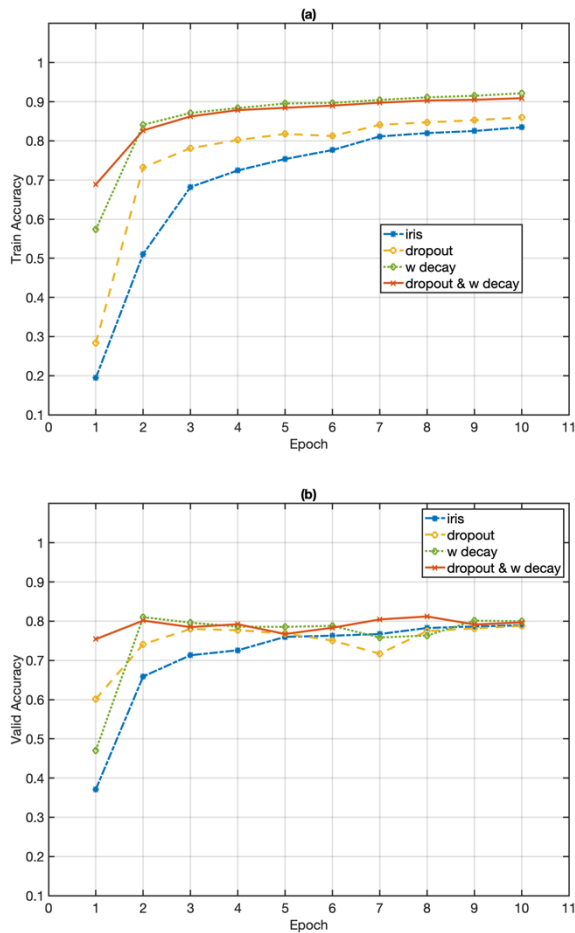 (a)
1
0.9
0.8
0.7
0.6
0.5
0.4
0.3
0.2
0.1
Train Accuracy
iris
dropout
w decay
dropout & w decay
0 1 2 3 4 5 6 7 8 9 10 11
Epoch
(b)
1
0.9
0.8
0.7
0.6
0.5
0.4
0.3
0.2
0.1
Valid Accuracy
iris
dropout
w decay
dropout & w decay
0 1 2 3 4 5 6 7 8 9 10 11
Epoch